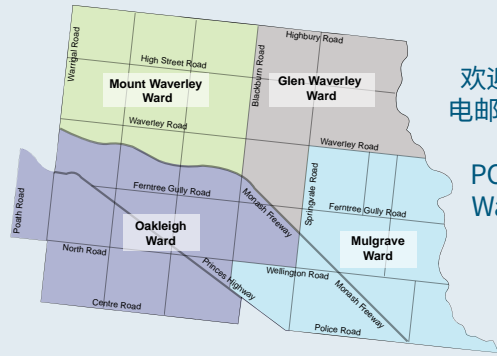 Highbury Road
Warrigal Road
High Street Road
Blackburn Road
Mount Waverley
Ward
Glen Waverley
Ward
Waverley Road
Waverley Road
Springvale Road
Ferntree Gully Road
Ferntree Gully Road
Monash Freeway
Poath Road
Oakleigh
Ward
Mulgrave
Ward
North Road
Princes Highway
Wellington Road
Monash Freeway
Centre Road
Police Road
欢迎
电邮
PO
Wa